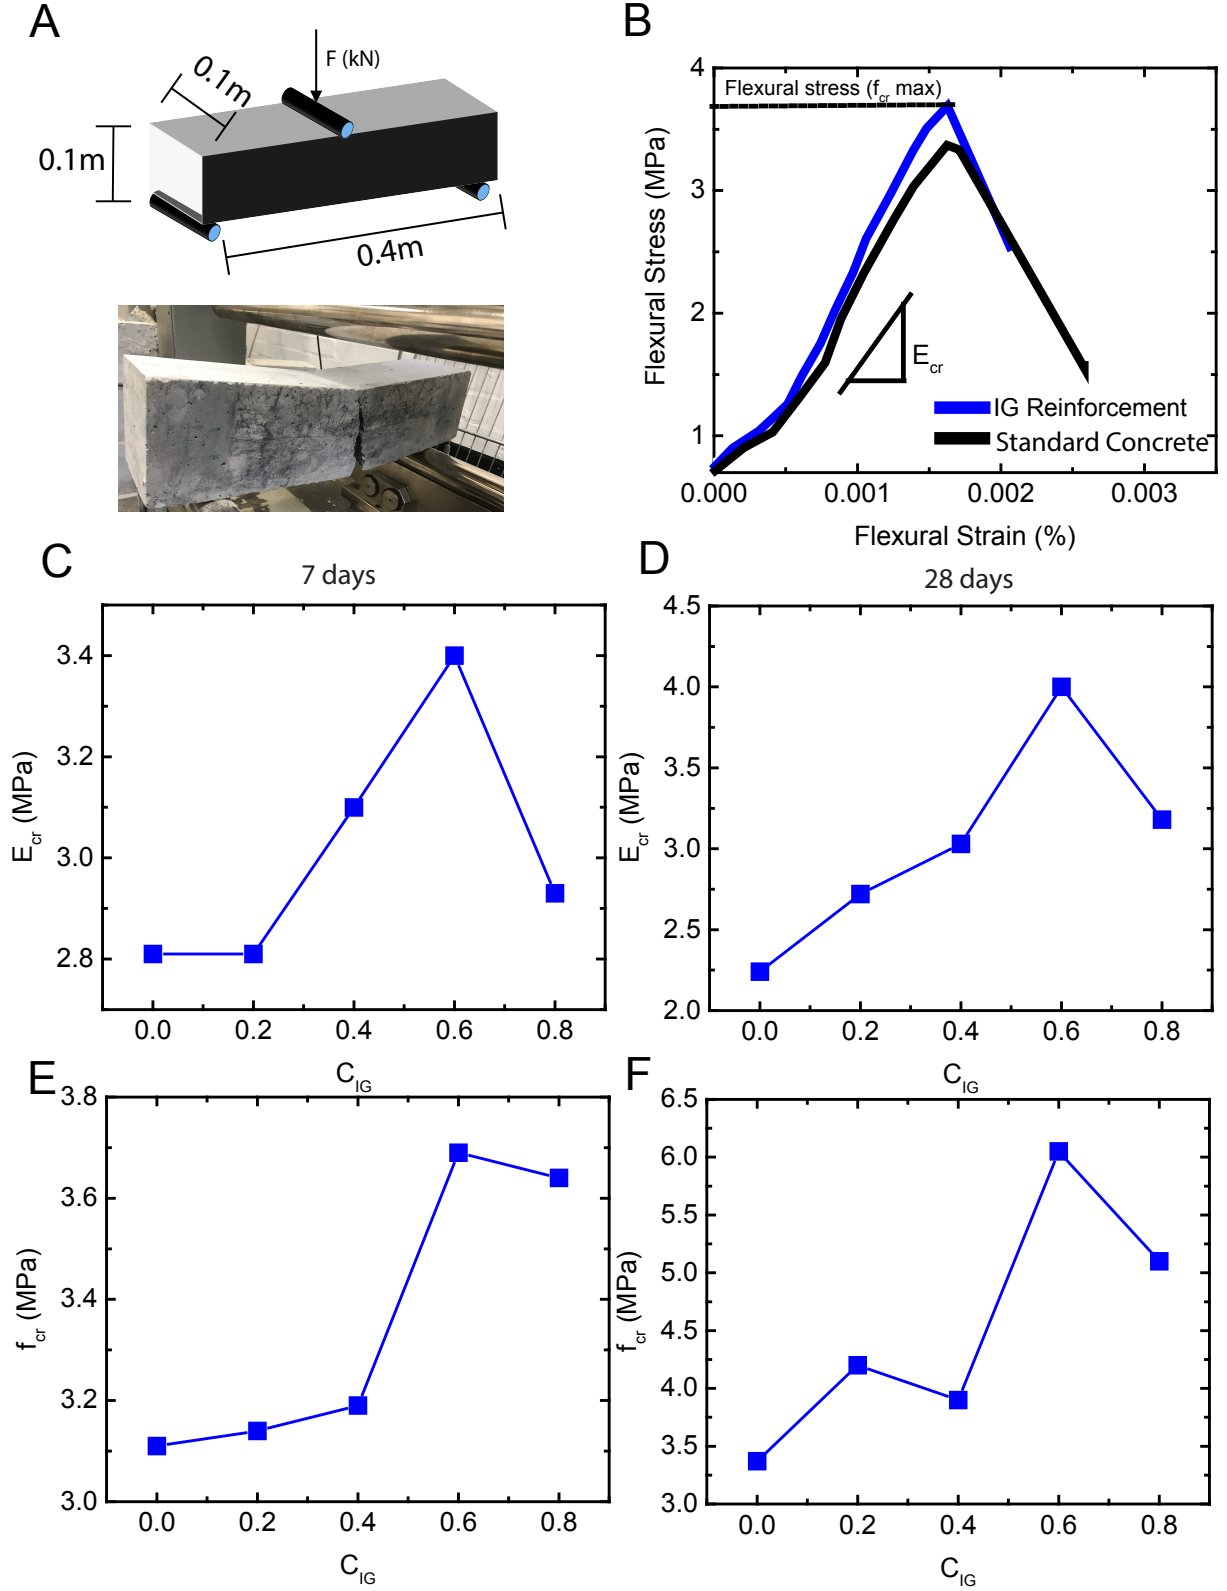 A
F (kN)
0.1m
0.1m
0.4m
B
4
3
2
1
Flexural Stress (MPa)
Flexural stress (fcr max)
Ecr
IG Reinforcement
Standard Concrete
0.000 0.001 0.002 0.003
Flexural Strain (%)
C
7 days
3.4
3.2
3.0
2.8
Ecr (MPa)
0.0 0.2 0.4 0.6 0.8
CIG
D
28 days
4.5
4.0
3.5
3.0
2.5
2.0
Ecr (MPa)
0.0 0.2 0.4 0.6 0.8
CIG
E
3.8
3.6
3.4
3.2
3.0
fcr (MPa)
0.0 0.2 0.4 0.6 0.8
CIG
F
6.5
6.0
5.5
5.0
4.5
4.0
3.5
3.0
fcr (MPa)
0.0 0.2 0.4 0.6 0.8
CIG